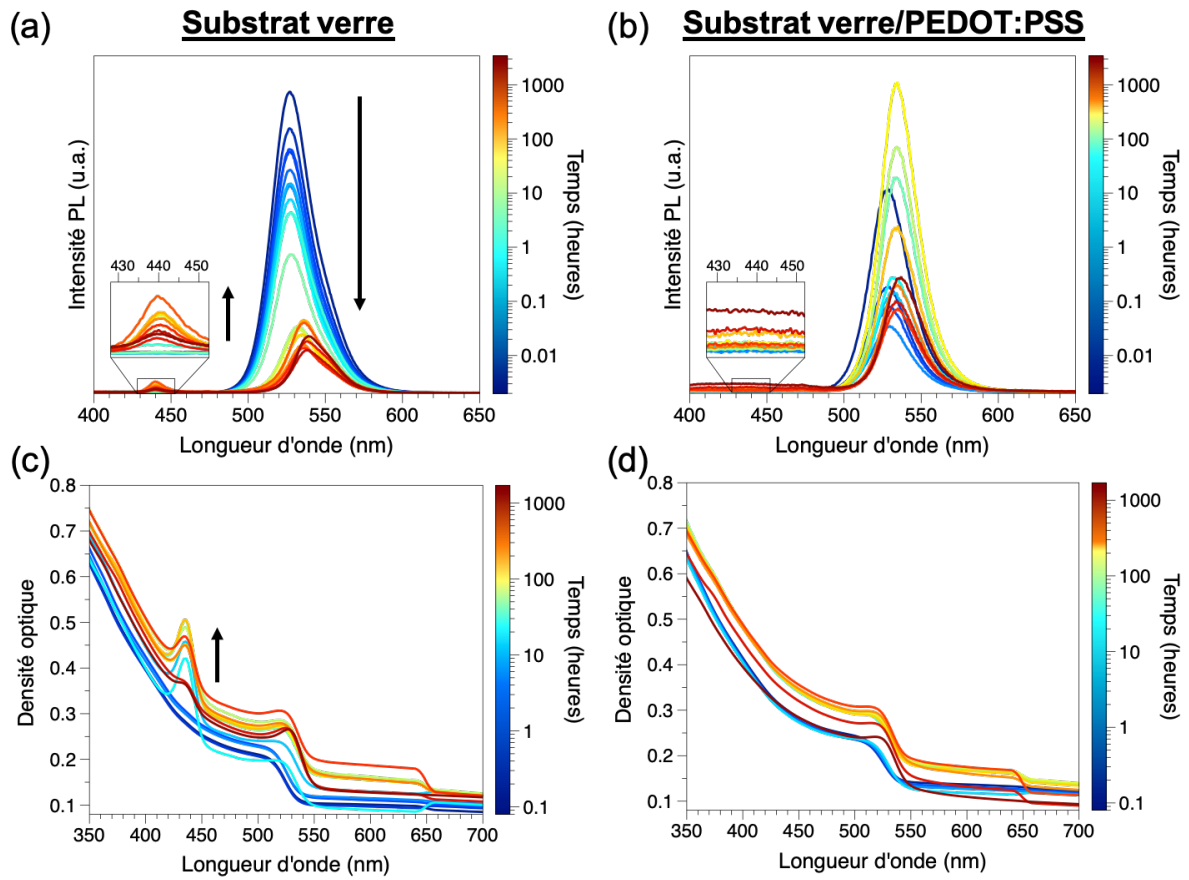 (a)
Substrat verre
Intensité PL (u.a.)
430 440 450
400 450 500 550 600 650
Longueur d'onde (nm)
1000
100
10
1
0.1
0.01
Temps (heures)
(b)
Substrat verre/PEDOT:PSS
Intensité PL (u.a.)
430 440 450
400 450 500 550 600 650
Longueur d'onde (nm)
1000
100
10
1
0.1
0.01
Temps (heures)
(c)
Densité optique
0.8
0.7
0.6
0.5
0.4
0.3
0.2
0.1
350 400 450 500 550 600 650 700
Longueur d'onde (nm)
1000
100
10
1
0.1
Temps (heures)
(d)
Densité optique
0.8
0.7
0.6
0.5
0.4
0.3
0.2
0.1
350 400 450 500 550 600 650 700
Longueur d'onde (nm)
1000
100
10
1
0.1
Temps (heures)